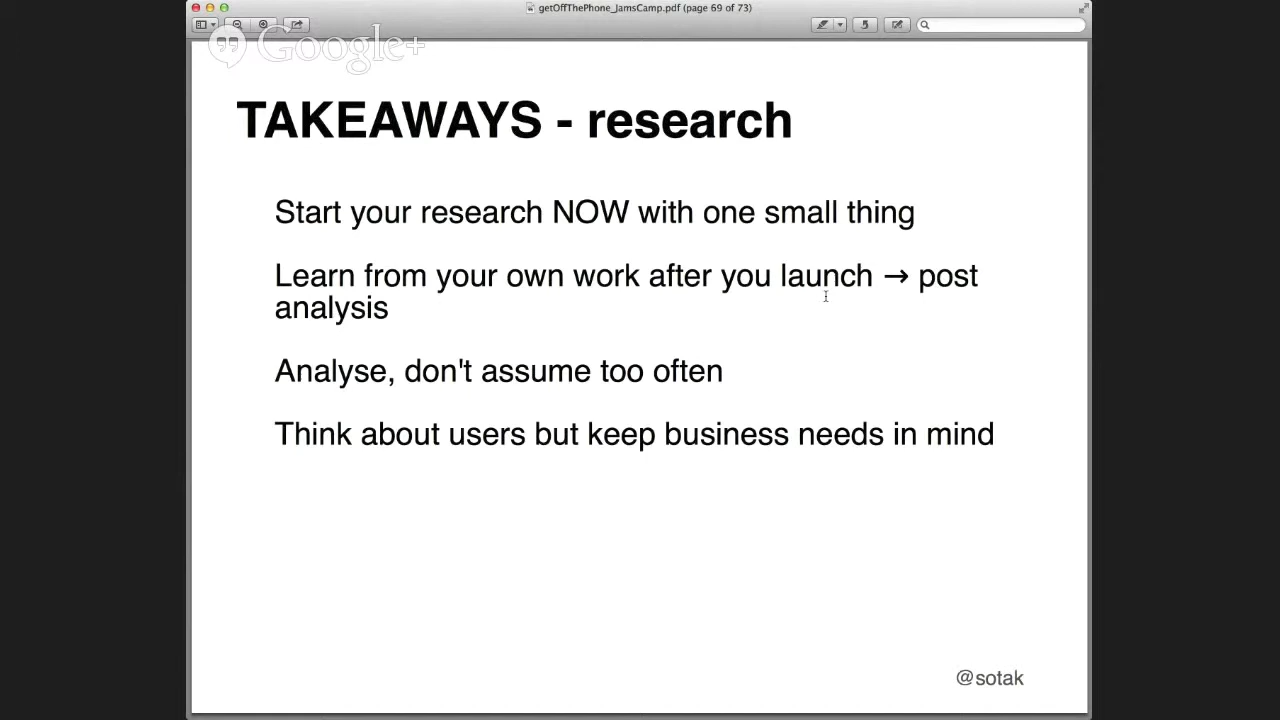 getOffThePhone_JamsCamp.pdf (page 69 of 73)
Google+
TAKEAWAYS - research
Start your research NOW with one small thing
Learn from your own work after you launch → post
analysis
Analyse, don't assume too often
Think about users but keep business needs in mind
@sotak